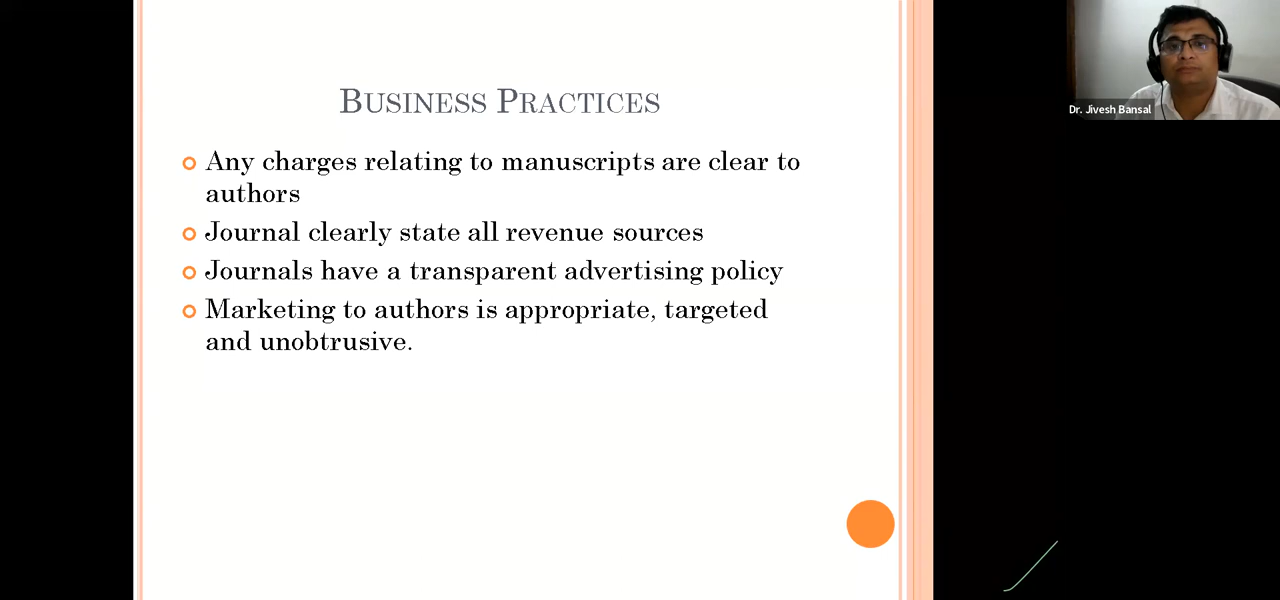 BUSINESS PRACTICES
Any charges relating to manuscripts are clear to
authors
Journal clearly state all revenue sources
Journals have a transparent advertising policy
Marketing to authors is appropriate, targeted
and unobtrusive.
Dr. Jivesh Bansal